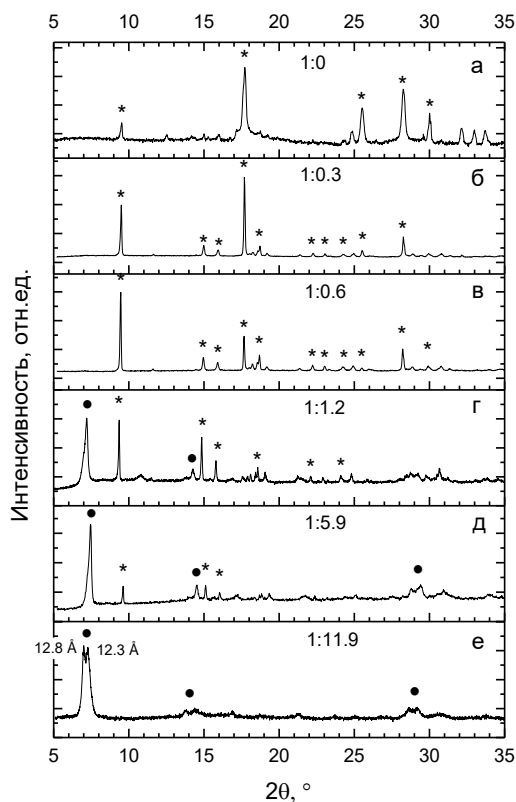 5 10 15 20 25 30 35
1:0 а
* * * * *
1:0.3 б
* * * * * * * * * *
1:0.6 в
* * * * * * * * * * *
1:1.2 г
• * * • * * * *
1:5.9 д
• * • * * •
1:11.9 е
12.8 Å • 12.3 Å • •
5 10 15 20 25 30 35
2θ, °
Интенсивность, отн.ед.